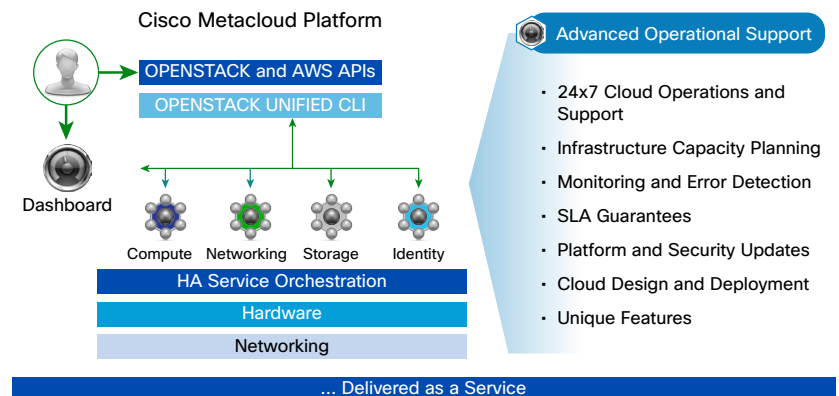 Cisco Metacloud Platform
OPENSTACK and AWS APIs
OPENSTACK UNIFIED CLI
Dashboard
Compute
Networking
Storage
Identity
HA Service Orchestration
Hardware
Networking
Advanced Operational Support
· 24x7 Cloud Operations and
Support
· Infrastructure Capacity Planning
· Monitoring and Error Detection
· SLA Guarantees
· Platform and Security Updates
· Cloud Design and Deployment
· Unique Features
... Delivered as a Service